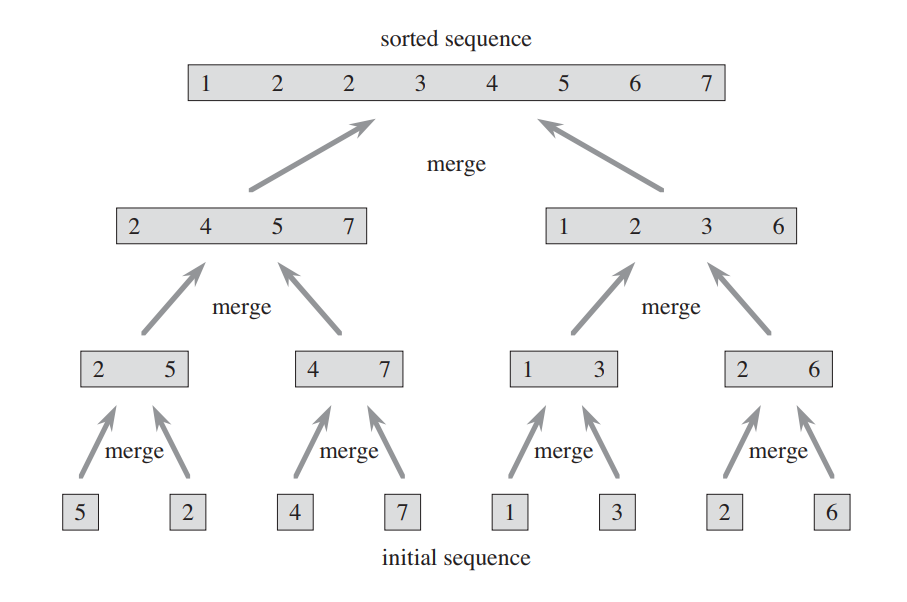 sorted sequence
1 2 2 3 4 5 6 7
merge
2 4 5 7 1 2 3 6
merge merge
2 5 4 7 1 3 2 6
merge merge merge merge
5 2 4 7 1 3 2 6
initial sequence